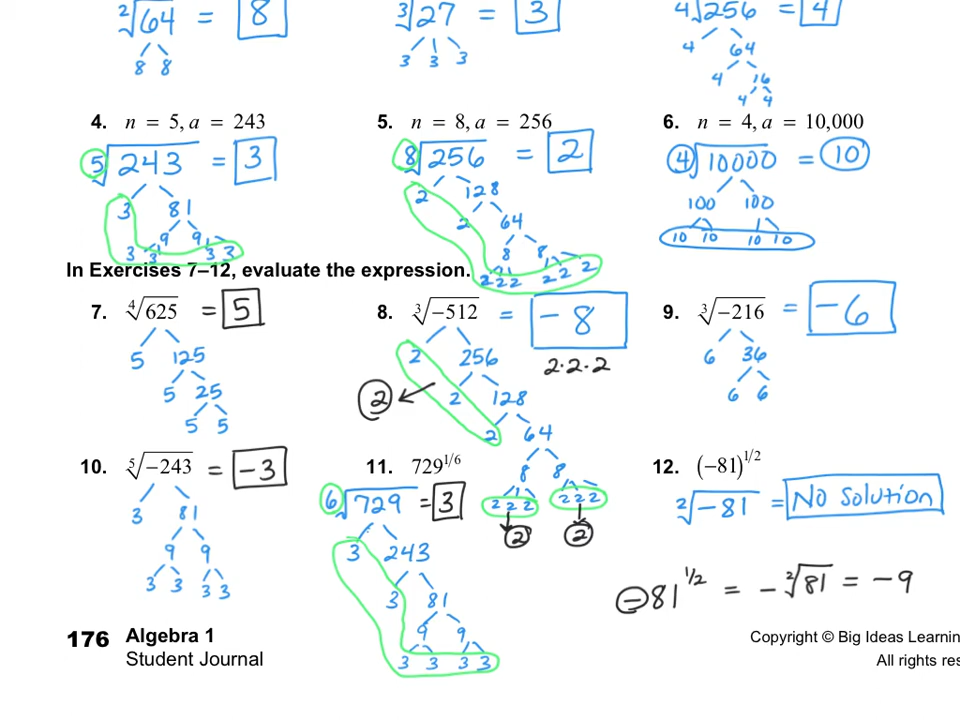 ²√64 = 8   ³√27 = 3   4√256 = 4
8 8   3 3 3   4 64
4 16
4 4
4. n = 5, a = 243   5. n = 8, a = 256   6. n = 4, a = 10,000
5√243 = 3   8√256 = 2   4√10000 = 10
3 81   2 128   100 100
9 9   2 64   10 10 10 10
3 3 3 3   8 8
2 2 2 2 2 2
In Exercises 7–12, evaluate the expression.
7. ⁴√625 = 5   8. ³√−512 = −8   9. ³√−216 = −6
5 125   2 256   2·2·2   6 36
5 25   2 ← 2 128   6 6
5 5   2 64
10. ⁵√−243 = −3   11. 729^1/6   8 8   12. (−81)^1/2
3 81   6√729 = 3   2 2 2 2 2 2   ²√−81 = No Solution
9 9   3 243   2 2
3 3 3 3   3 81   −81^1/2 = −²√81 = −9
9 9
3 3 3 3
176 Algebra 1
Student Journal
Copyright © Big Ideas Learnin
All rights res